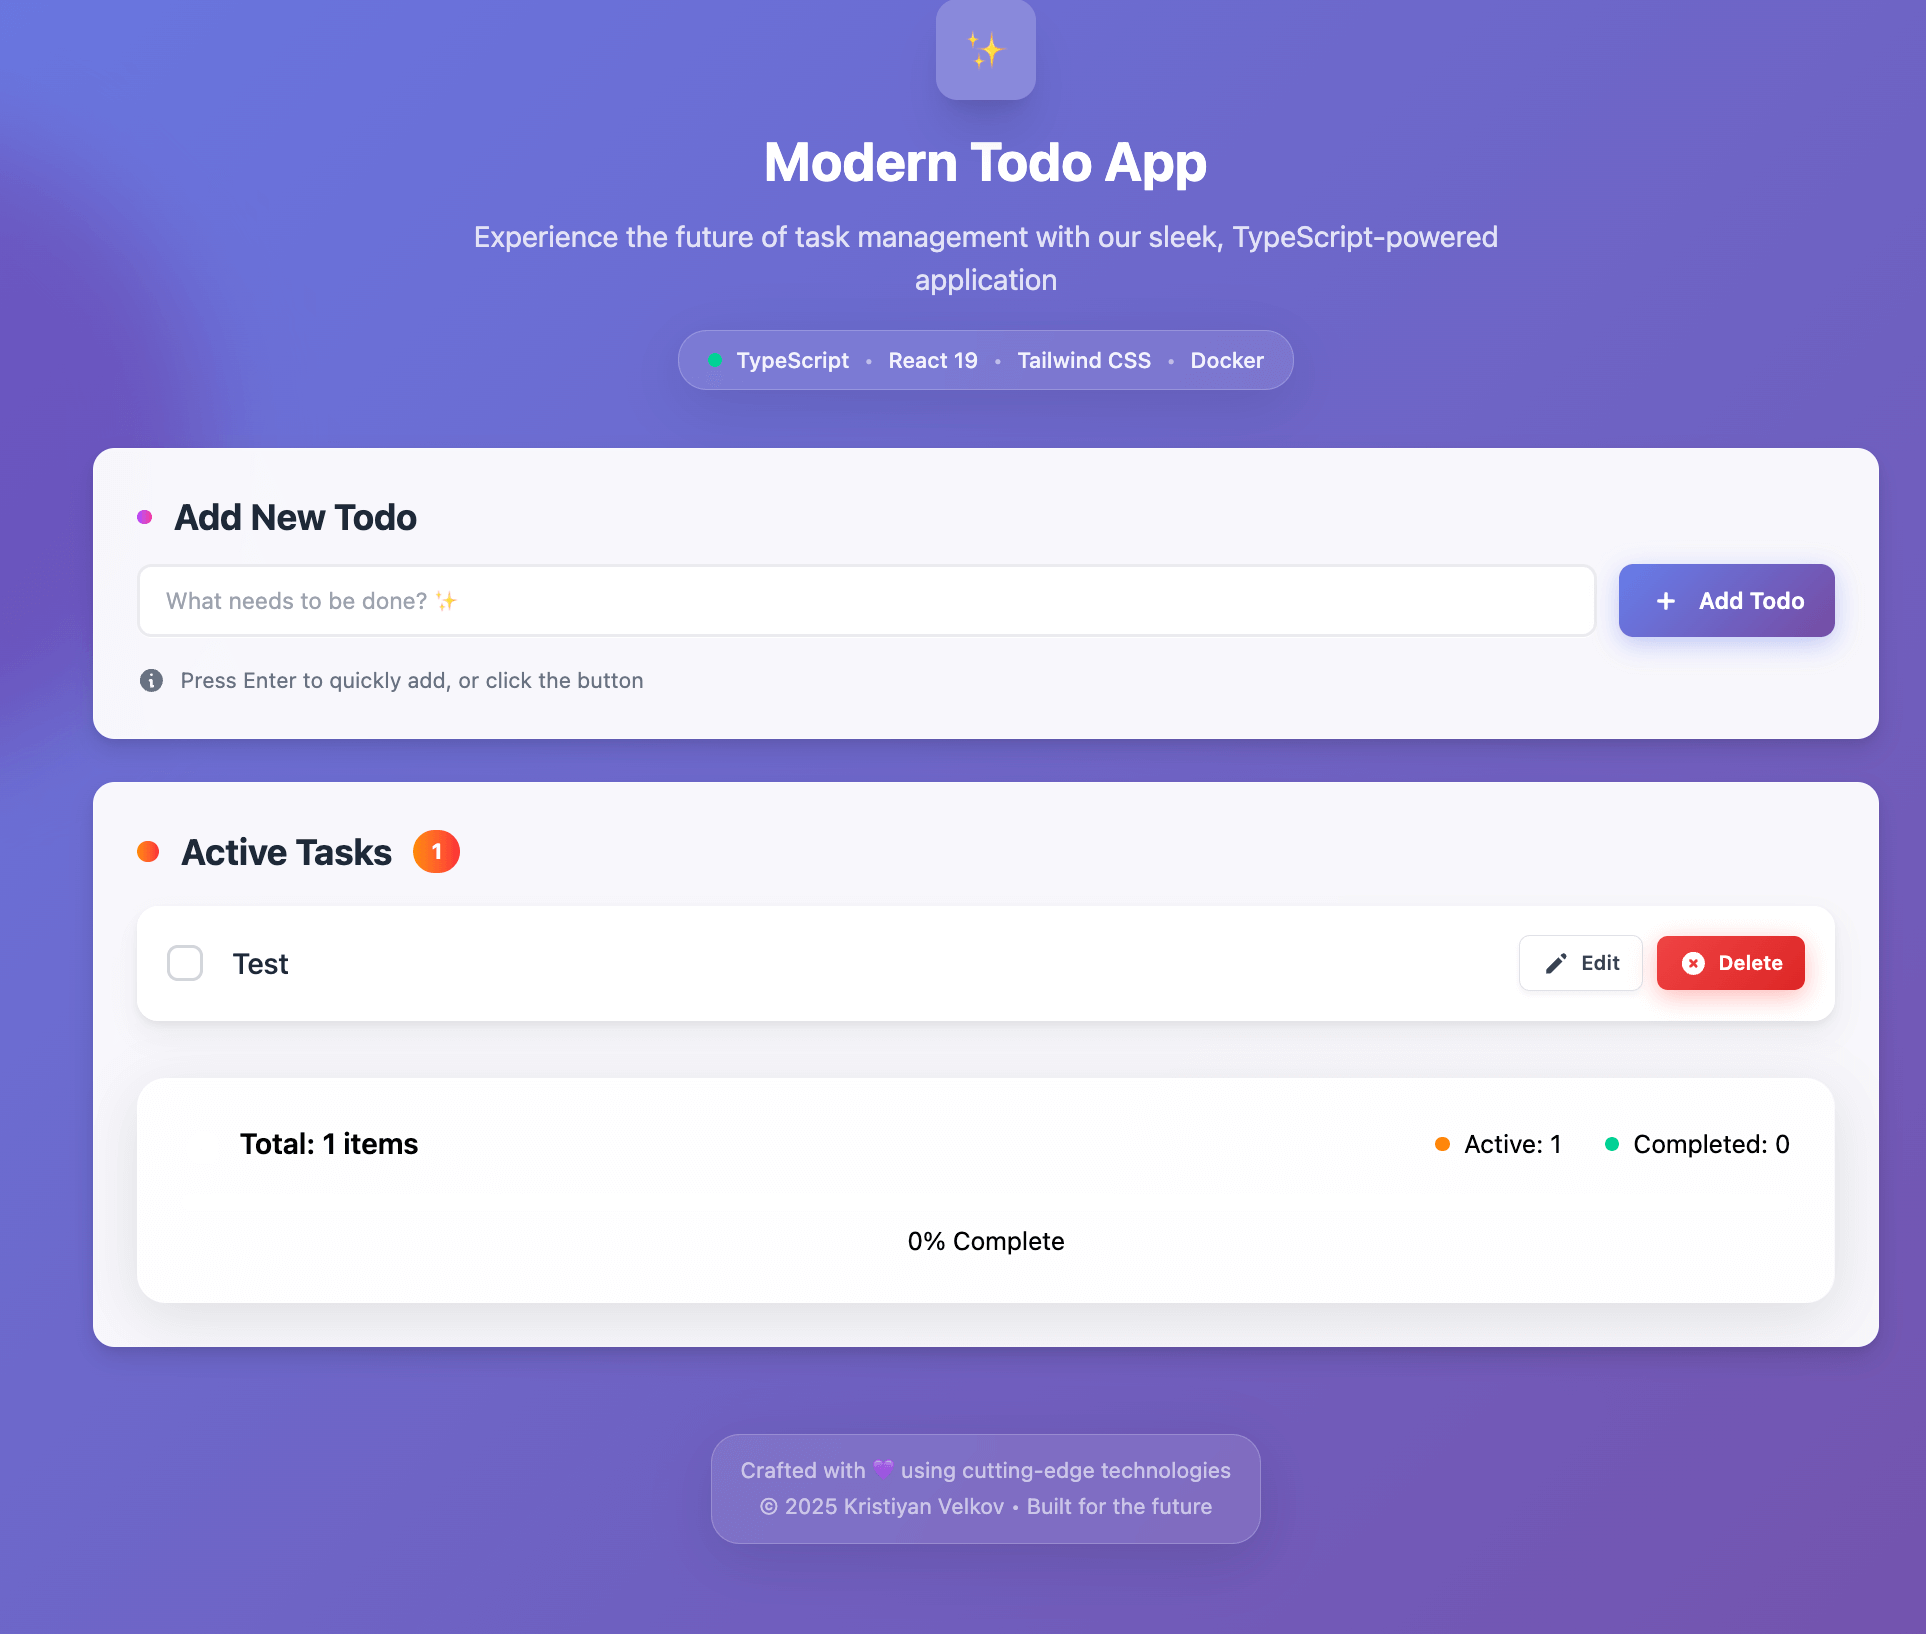 Modern Todo App
Experience the future of task management with our sleek, TypeScript-powered
application
TypeScript • React 19 • Tailwind CSS • Docker
Add New Todo
What needs to be done? ✨
+ Add Todo
Press Enter to quickly add, or click the button
Active Tasks 1
Test
Edit
Delete
Total: 1 items
Active: 1
Completed: 0
0% Complete
Crafted with 💜 using cutting-edge technologies
© 2025 Kristiyan Velkov • Built for the future